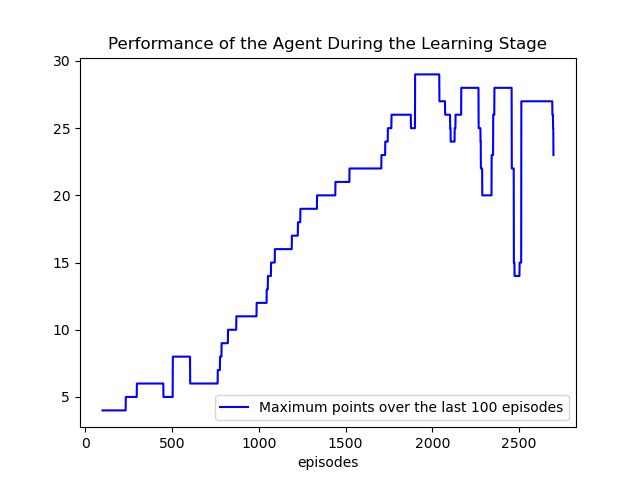 Performance of the Agent During the Learning Stage
30
25
20
15
10
5
Maximum points over the last 100 episodes
0 500 1000 1500 2000 2500
episodes